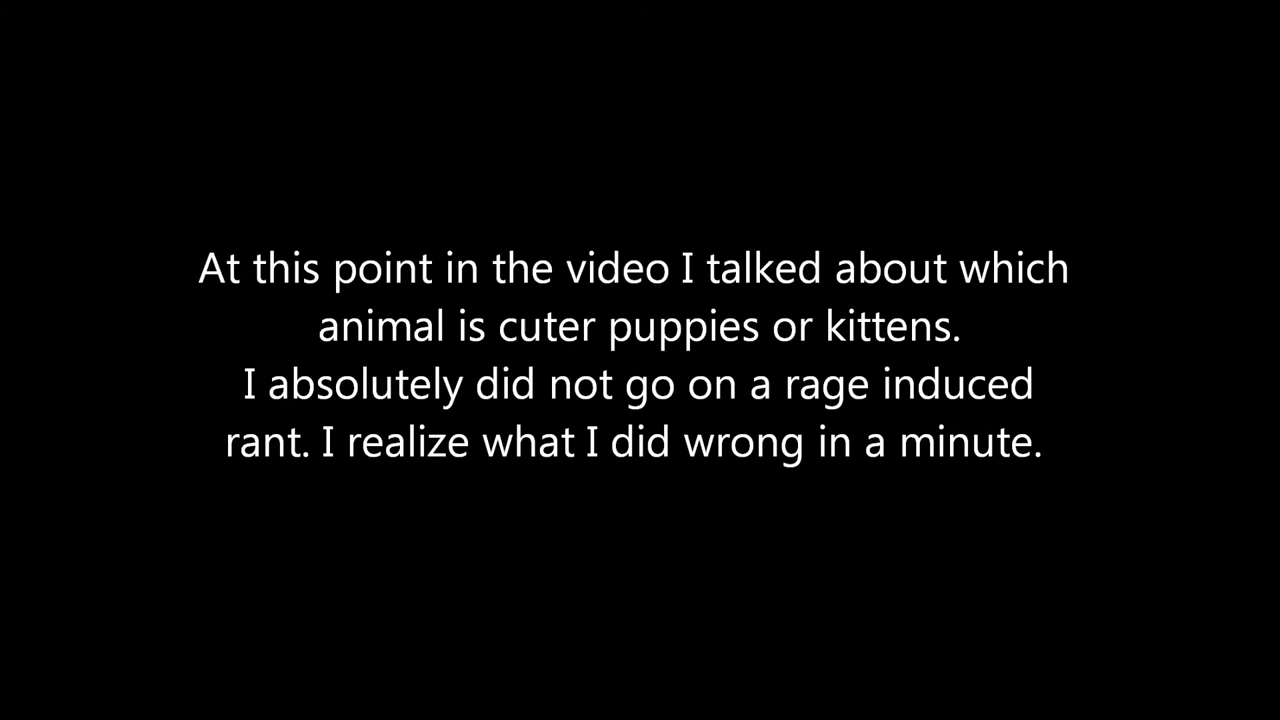 At this point in the video I talked about which
animal is cuter puppies or kittens.
I absolutely did not go on a rage induced
rant. I realize what I did wrong in a minute.